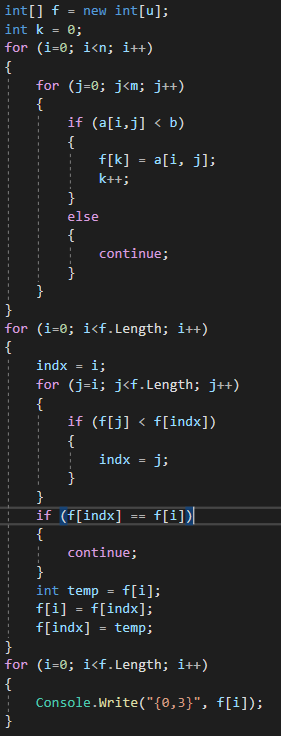 int[] f = new int[u];
int k = 0;
for (i=0; i<n; i++)
{
    for (j=0; j<m; j++)
    {
        if (a[i,j] < b)
        {
            f[k] = a[i, j];
            k++;
        }
        else
        {
            continue;
        }
    }
}
for (i=0; i<f.Length; i++)
{
    indx = i;
    for (j=i; j<f.Length; j++)
    {
        if (f[j] < f[indx])
        {
            indx = j;
        }
    }
    if (f[indx] == f[i])
    {
        continue;
    }
    int temp = f[i];
    f[i] = f[indx];
    f[indx] = temp;
}
for (i=0; i<f.Length; i++)
{
    Console.Write("{0,3}", f[i]);
}